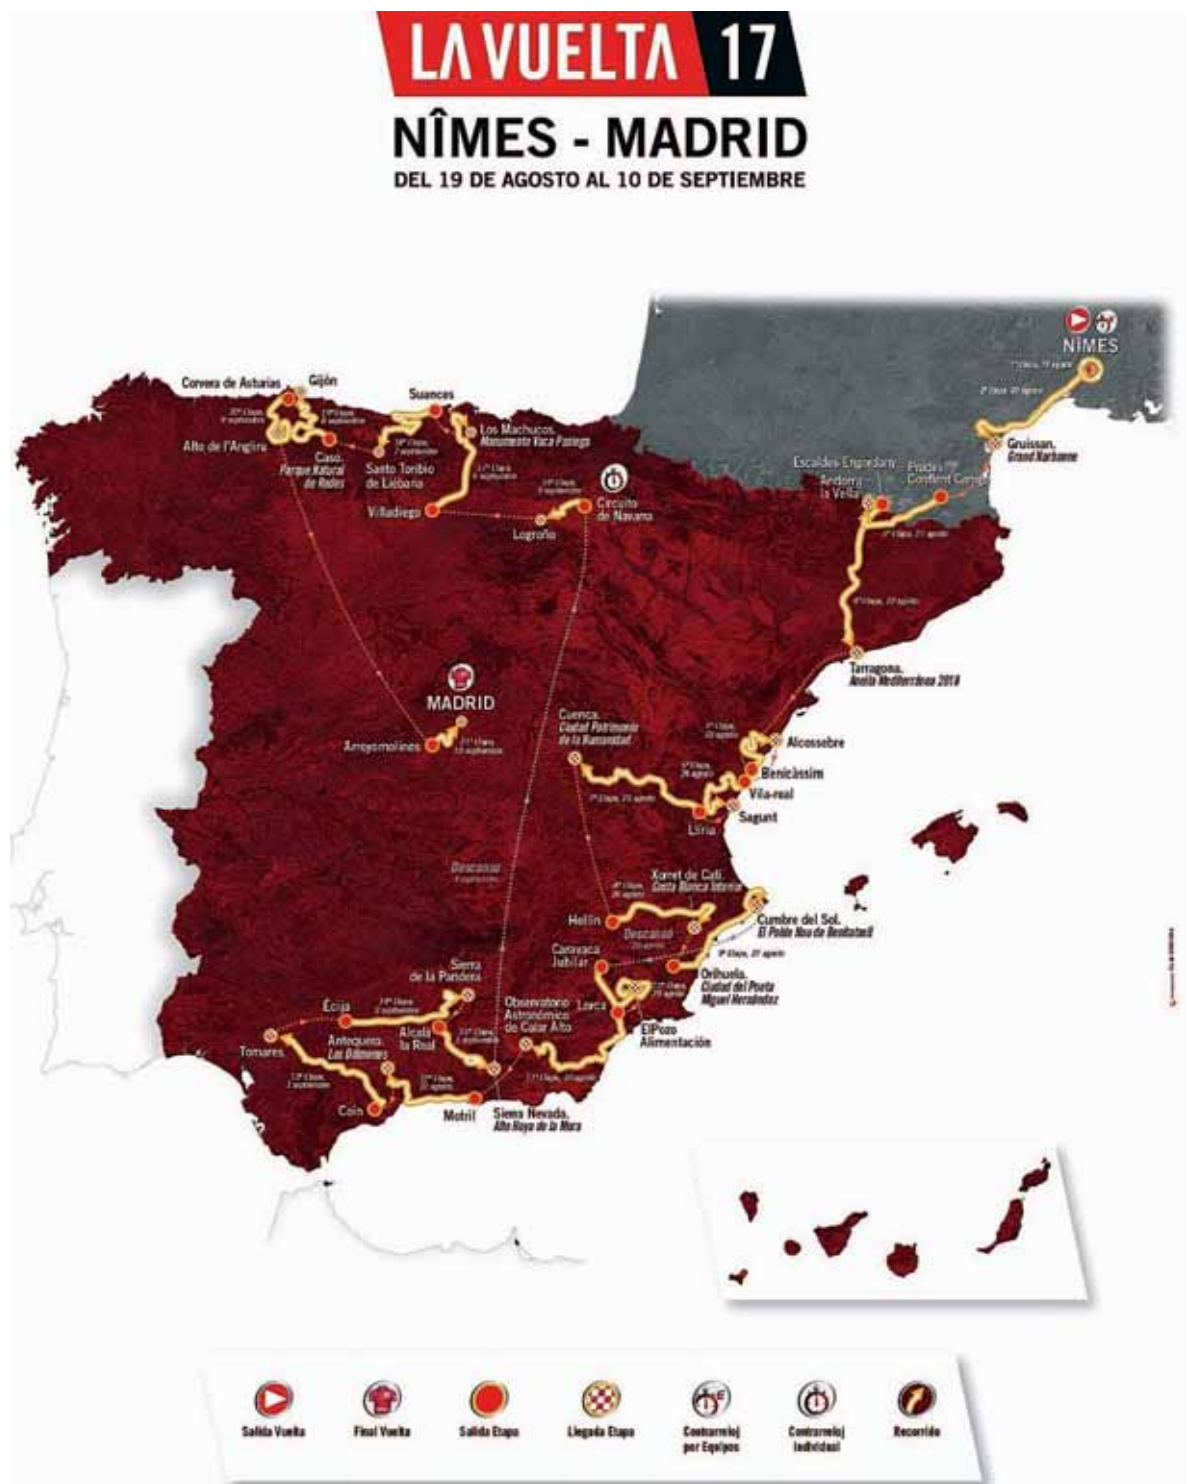 LA VUELTA 17
NÎMES - MADRID
DEL 19 DE AGOSTO AL 10 DE SEPTIEMBRE
NÎMES
Gruissan.
Grand Narbonne
Corvera de Asturias
Gijón
Suances
Alto de l'Angliru
Caso.
Parque Natural
de Redes
Santo Toribio
de Liébana
Los Machucos.
Monumento Vaca Pasiega
Villadiego
Logroño
Circuito
de Navarra
Escaldes-Engordany
Andorra
la Vella
Prades
Conflent Canigó
Tarragona.
Anella Mediterránea 2018
MADRID
Arroyomolinos
Cuenca.
Ciudad Patrimonio
de la Humanidad
Alcossebre
Benicàssim
Vila-real
Sagunt
Llíria
Descanso
Xorret de Catí.
Costa Blanca Interior
Hellín
Descanso
Cumbre del Sol.
El Poble Nou de Benitatxell
Caravaca
Jubilar
Orihuela.
Ciudad del Poeta
Miguel Hernández
Lorca
ElPozo
Alimentación
Sierra
de la Pandera
Observatorio
Astronómico
de Calar Alto
Écija
Tomares
Antequera.
Los Dólmenes
Alcalá
la Real
Coín
Motril
Sierra Nevada.
Alto Hoya de la Mora
Salida Vuelta
Final Vuelta
Salida Etapa
Llegada Etapa
Contrarreloj
por Equipos
Contrarreloj
Individual
Recorrido